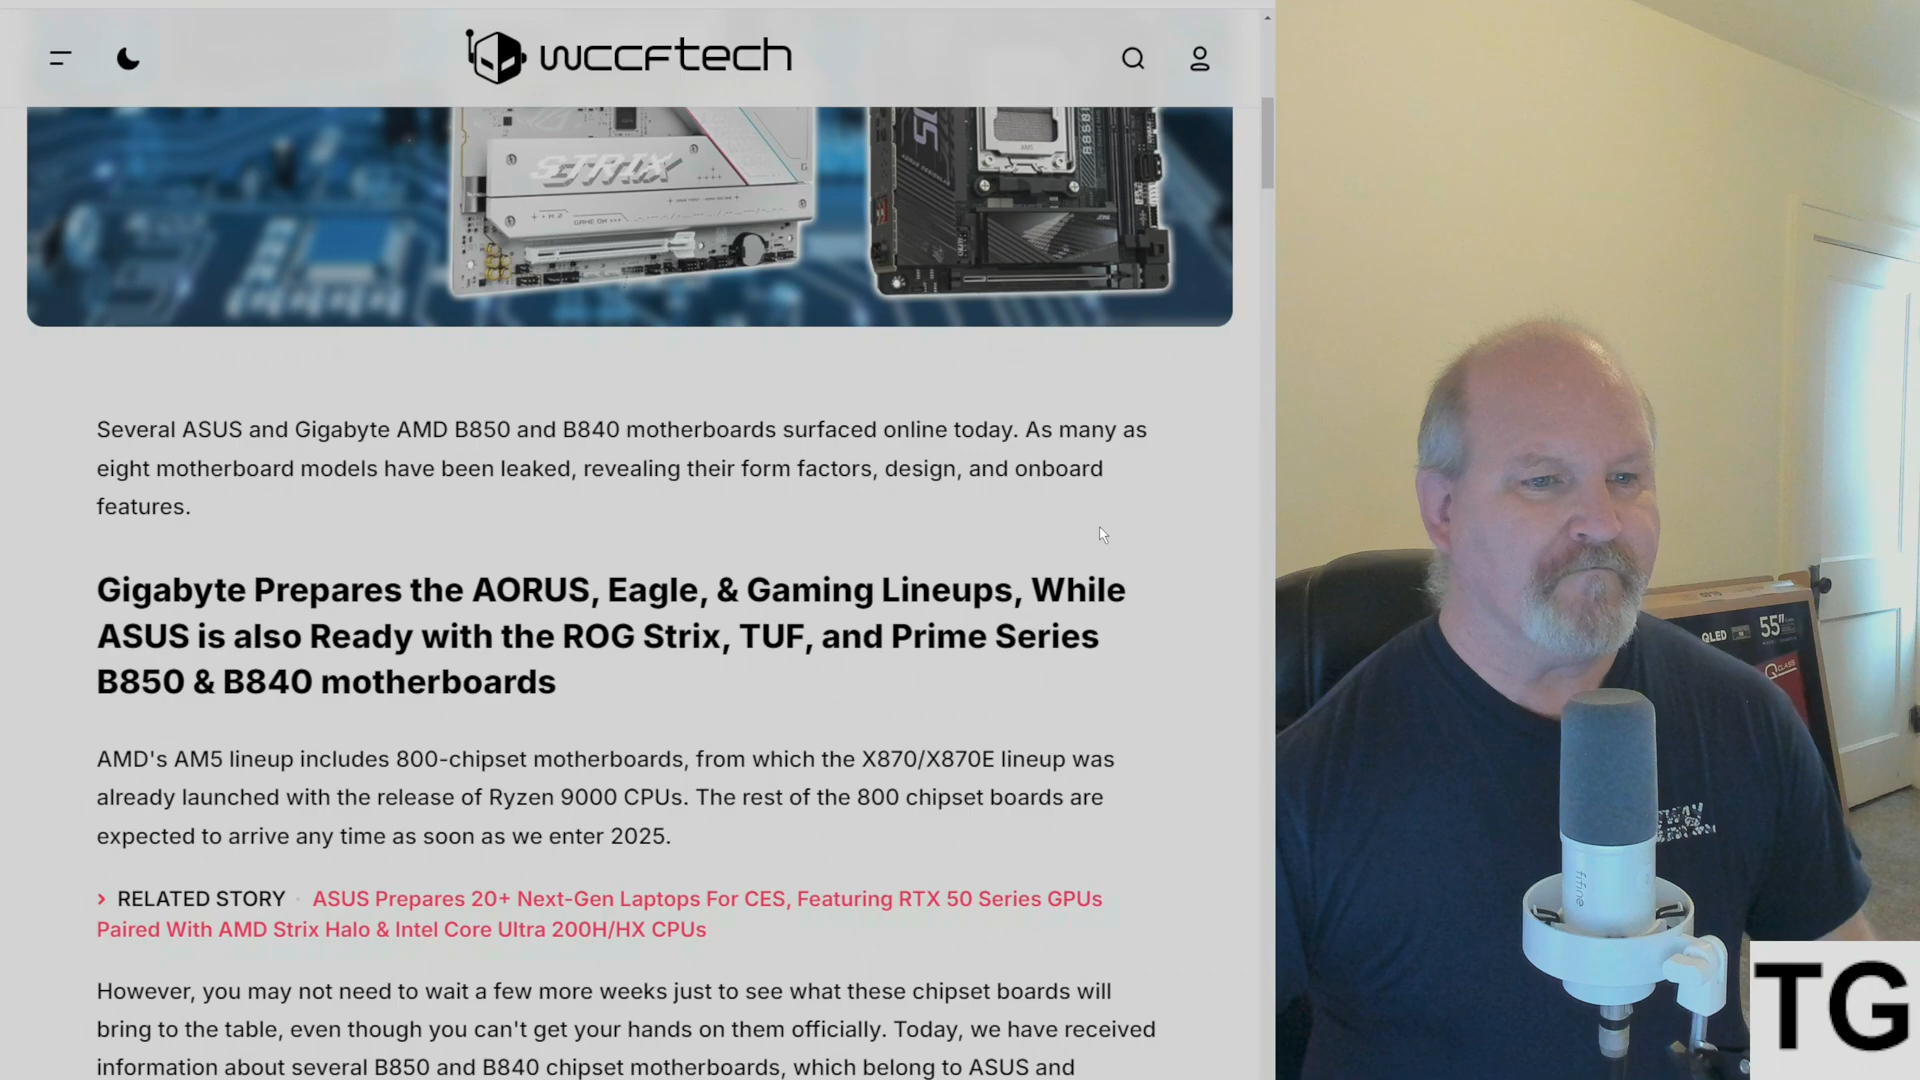 wccftech
STRIX
GAME ON
M.2
AM5
B850I
Several ASUS and Gigabyte AMD B850 and B840 motherboards surfaced online today. As many as
eight motherboard models have been leaked, revealing their form factors, design, and onboard
features.
Gigabyte Prepares the AORUS, Eagle, & Gaming Lineups, While
ASUS is also Ready with the ROG Strix, TUF, and Prime Series
B850 & B840 motherboards
AMD's AM5 lineup includes 800-chipset motherboards, from which the X870/X870E lineup was
already launched with the release of Ryzen 9000 CPUs. The rest of the 800 chipset boards are
expected to arrive any time as soon as we enter 2025.
› RELATED STORY · ASUS Prepares 20+ Next-Gen Laptops For CES, Featuring RTX 50 Series GPUs
Paired With AMD Strix Halo & Intel Core Ultra 200H/HX CPUs
However, you may not need to wait a few more weeks just to see what these chipset boards will
bring to the table, even though you can't get your hands on them officially. Today, we have received
information about several B850 and B840 chipset motherboards, which belong to ASUS and
QLED
55"
Q CLASS
fifine
TG